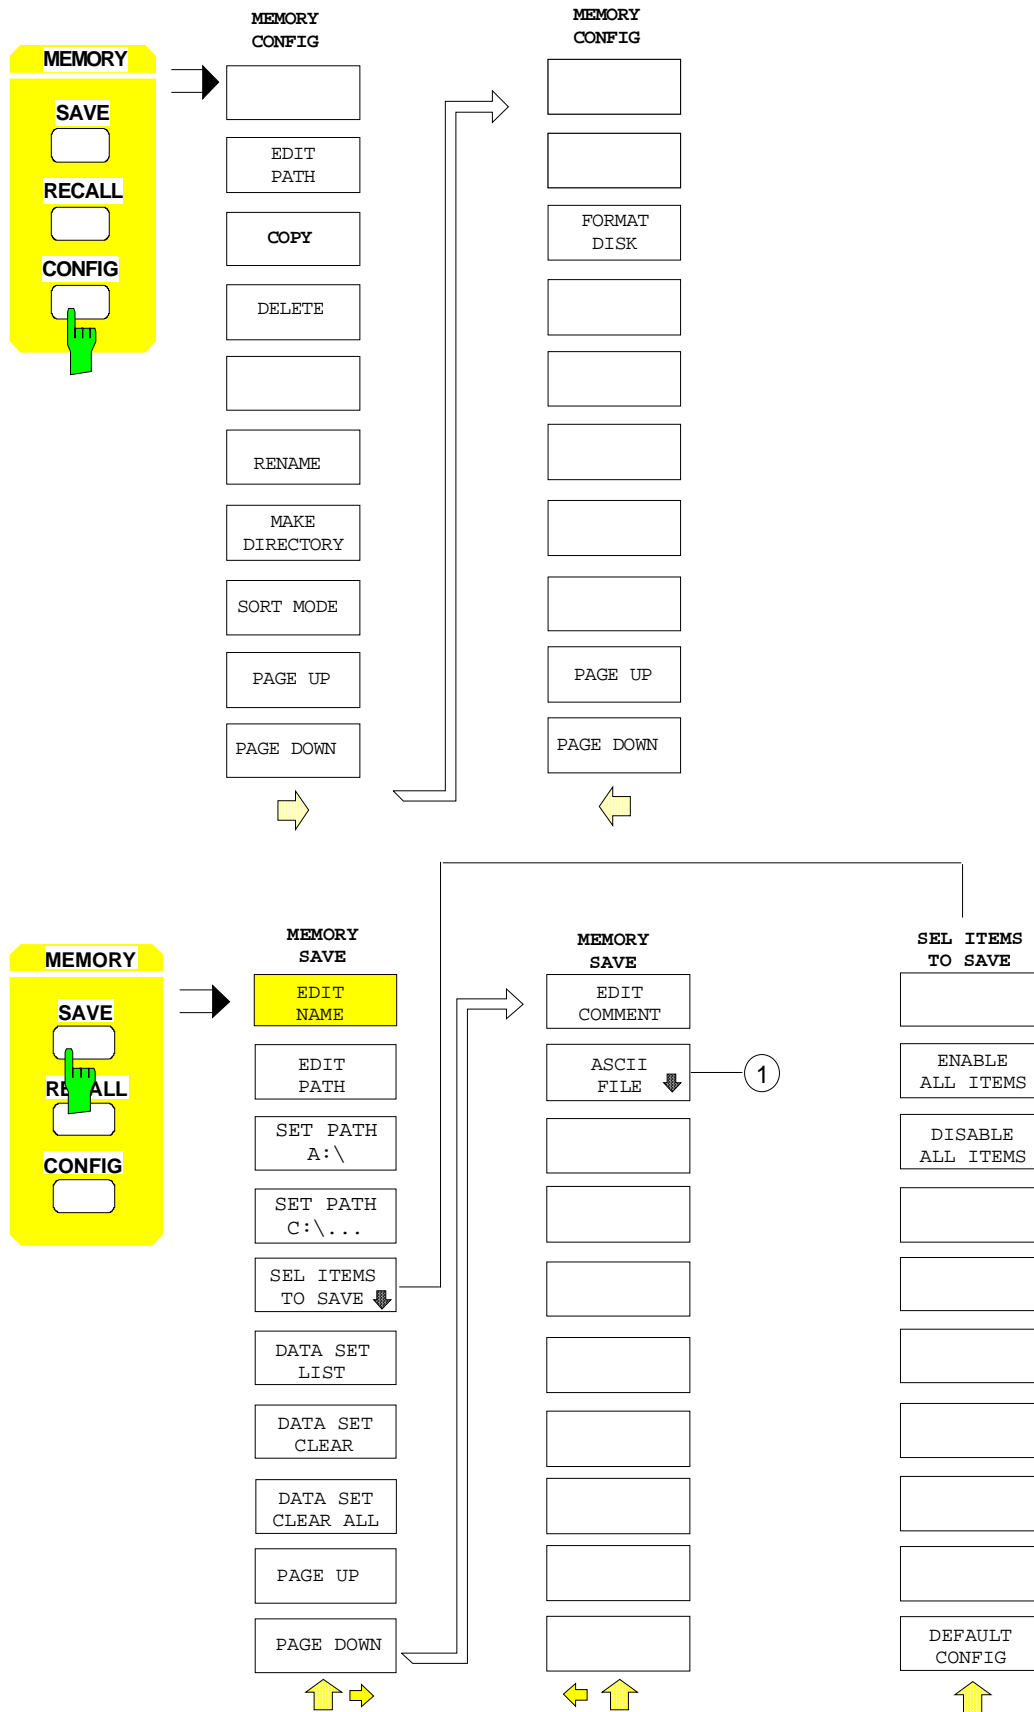 MEMORY
SAVE
RECALL
CONFIG
MEMORY
CONFIG
EDIT
PATH
COPY
DELETE
RENAME
MAKE
DIRECTORY
SORT MODE
PAGE UP
PAGE DOWN
MEMORY
CONFIG
FORMAT
DISK
PAGE UP
PAGE DOWN
MEMORY
SAVE
CONFIG
MEMORY
SAVE
EDIT
NAME
EDIT
PATH
SET PATH
A:\
SET PATH
C:\...
SEL ITEMS
TO SAVE
DATA SET
LIST
DATA SET
CLEAR
DATA SET
CLEAR ALL
PAGE UP
PAGE DOWN
MEMORY
SAVE
EDIT
COMMENT
ASCII
FILE
1
SEL ITEMS
TO SAVE
ENABLE
ALL ITEMS
DISABLE
ALL ITEMS
DEFAULT
CONFIG